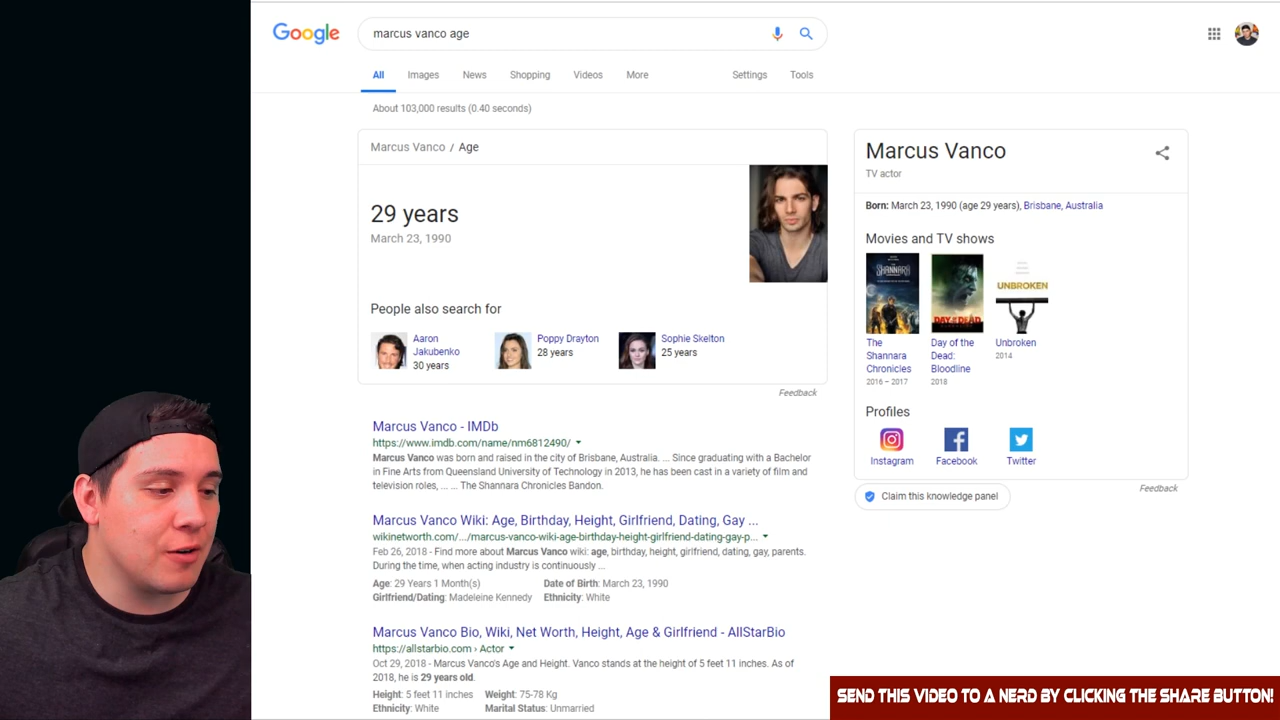 Google
marcus vanco age
All Images News Shopping Videos More Settings Tools
About 103,000 results (0.40 seconds)
Marcus Vanco / Age
29 years
March 23, 1990
People also search for
Aaron
Jakubenko
30 years
Poppy Drayton
28 years
Sophie Skelton
25 years
Feedback
Marcus Vanco - IMDb
https://www.imdb.com/name/nm6812490/
Marcus Vanco was born and raised in the city of Brisbane, Australia. ... Since graduating with a Bachelor
in Fine Arts from Queensland University of Technology in 2013, he has been cast in a variety of film and
television roles, ... ... The Shannara Chronicles Bandon.
Marcus Vanco Wiki: Age, Birthday, Height, Girlfriend, Dating, Gay ...
wikinetworth.com/.../marcus-vanco-wiki-age-birthday-height-girlfriend-dating-gay-p...
Feb 26, 2018 - Find more about Marcus Vanco wiki: age, birthday, height, girlfriend, dating, gay, parents.
During the time, when acting industry is continuously ...
Age: 29 Years 1 Month(s) Date of Birth: March 23, 1990
Girlfriend/Dating: Madeleine Kennedy Ethnicity: White
Marcus Vanco Bio, Wiki, Net Worth, Height, Age & Girlfriend - AllStarBio
https://allstarbio.com › Actor
Oct 29, 2018 - Marcus Vanco's Age and Height. Vanco stands at the height of 5 feet 11 inches. As of
2018, he is 29 years old.
Height: 5 feet 11 inches Weight: 75-78 Kg
Ethnicity: White Marital Status: Unmarried
Marcus Vanco
TV actor
Born: March 23, 1990 (age 29 years), Brisbane, Australia
Movies and TV shows
SHANNARA
DAY OF THE
DEAD
UNBROKEN
The
Shannara
Chronicles
2016 – 2017
Day of the
Dead:
Bloodline
2018
Unbroken
2014
Profiles
Instagram Facebook Twitter
Claim this knowledge panel
Feedback
SEND THIS VIDEO TO A NERD BY CLICKING THE SHARE BUTTON!